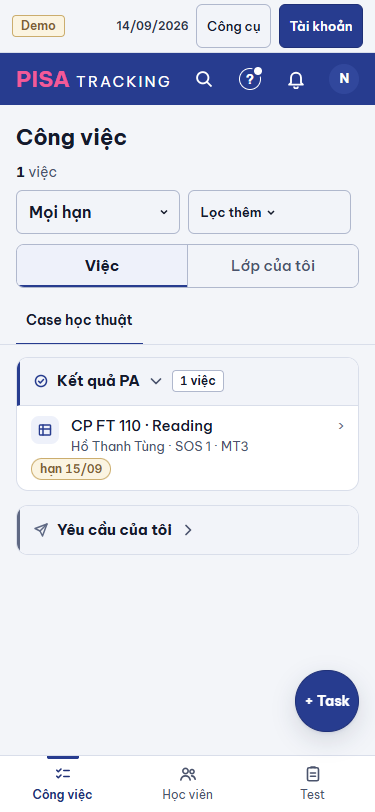 Demo
14/09/2026
Công cụ
Tài khoản
PISA TRACKING
?
N
Công việc
1 việc
Mọi hạn
Lọc thêm
Việc
Lớp của tôi
Case học thuật
Kết quả PA
1 việc
CP FT 110 · Reading
Hồ Thanh Tùng · SOS 1 · MT3
hạn 15/09
Yêu cầu của tôi
+ Task
Công việc
Học viên
Test